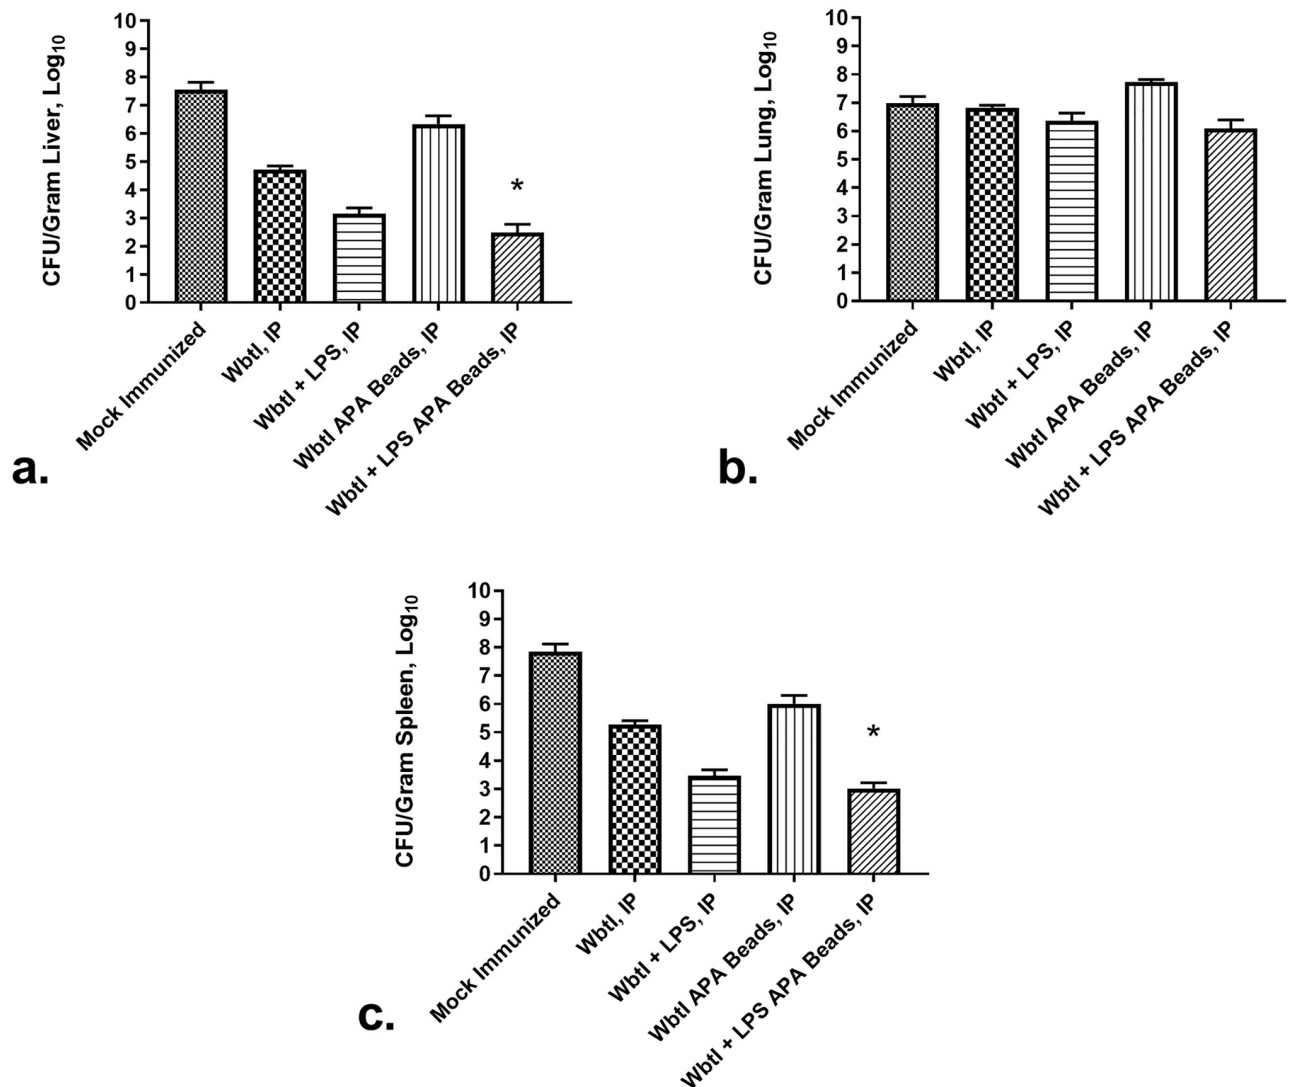 CFU/Gram Liver, Log10
10
9
8
7
6
5
4
3
2
1
0
*
Mock Immunized
WbtI, IP
WbtI + LPS, IP
WbtI APA Beads, IP
WbtI + LPS APA Beads, IP
a.
CFU/Gram Lung, Log10
10
9
8
7
6
5
4
3
2
1
0
Mock Immunized
WbtI, IP
WbtI + LPS, IP
WbtI APA Beads, IP
WbtI + LPS APA Beads, IP
b.
CFU/Gram Spleen, Log10
10
9
8
7
6
5
4
3
2
1
0
*
Mock Immunized
WbtI, IP
WbtI + LPS, IP
WbtI APA Beads, IP
WbtI + LPS APA Beads, IP
c.